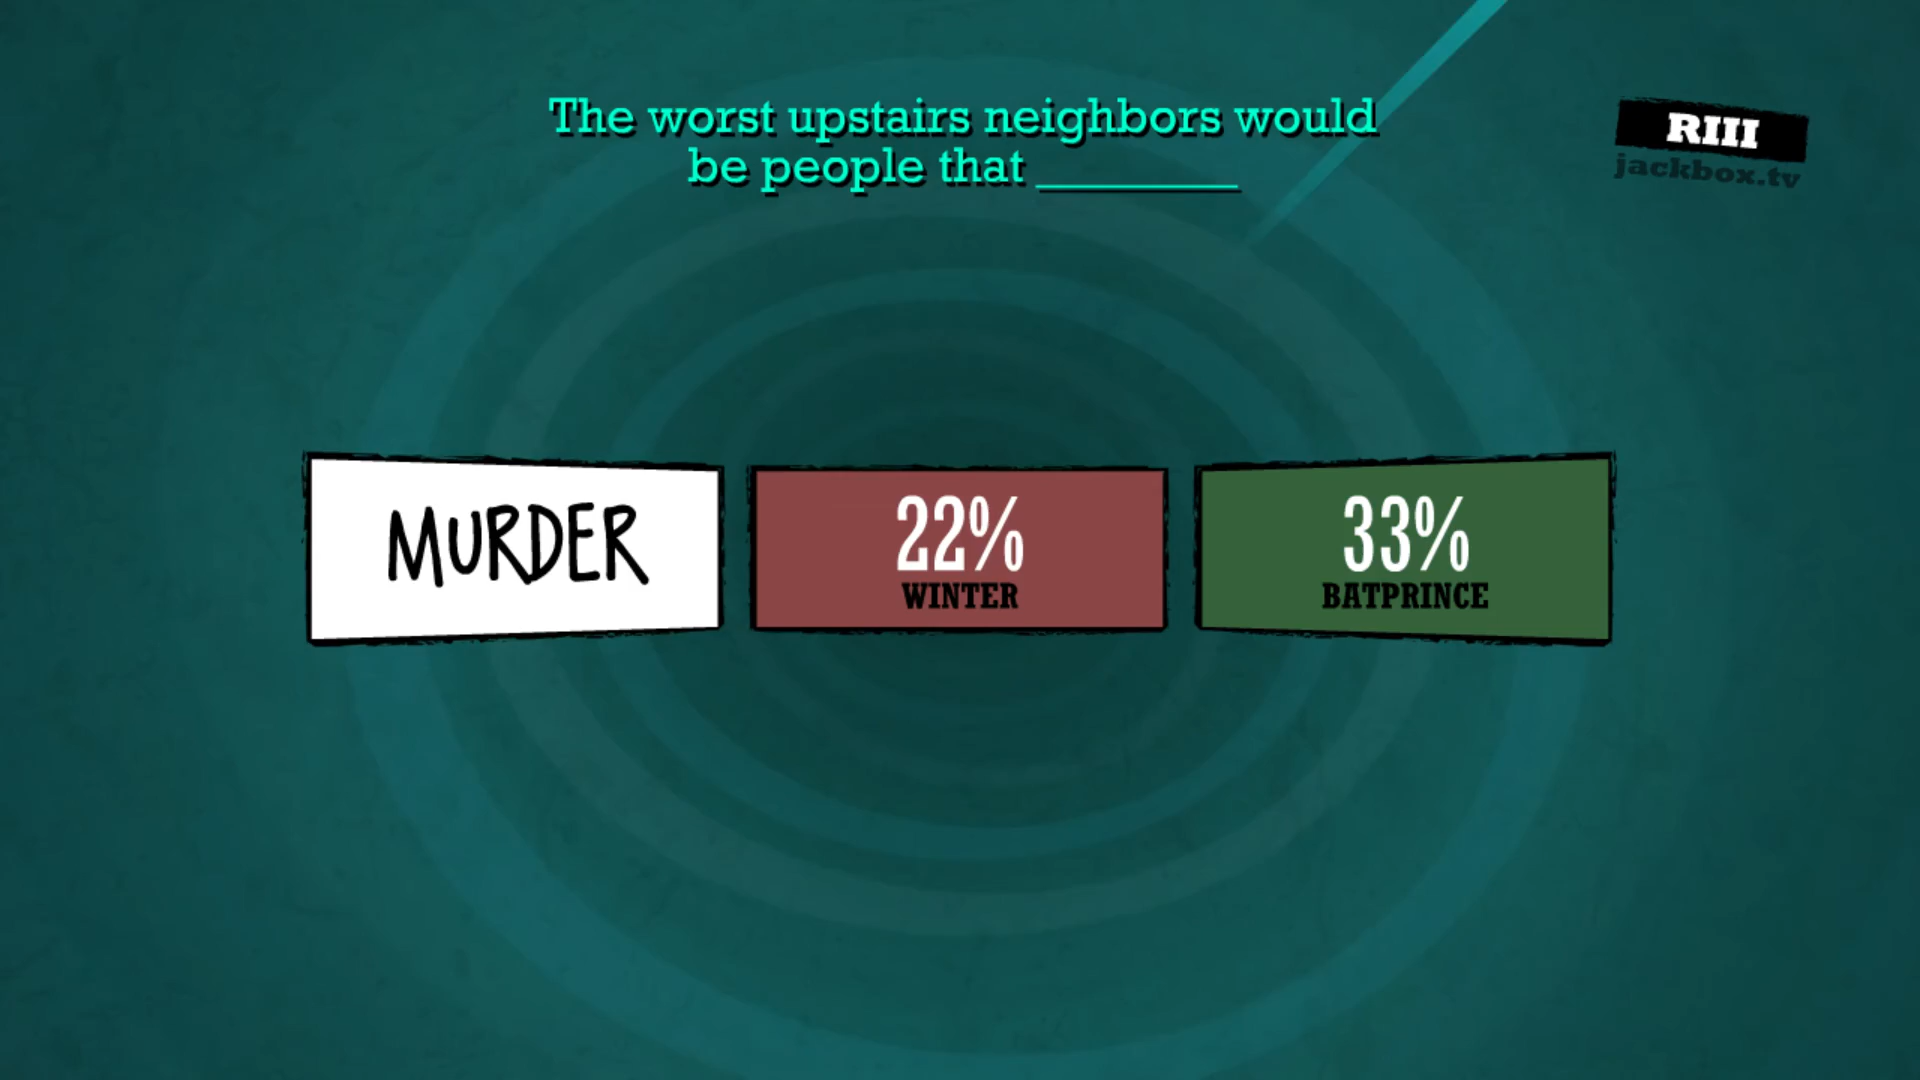 The worst upstairs neighbors would
be people that ________
RIII
jackbox.tv
MURDER
22%
WINTER
33%
BATPRINCE